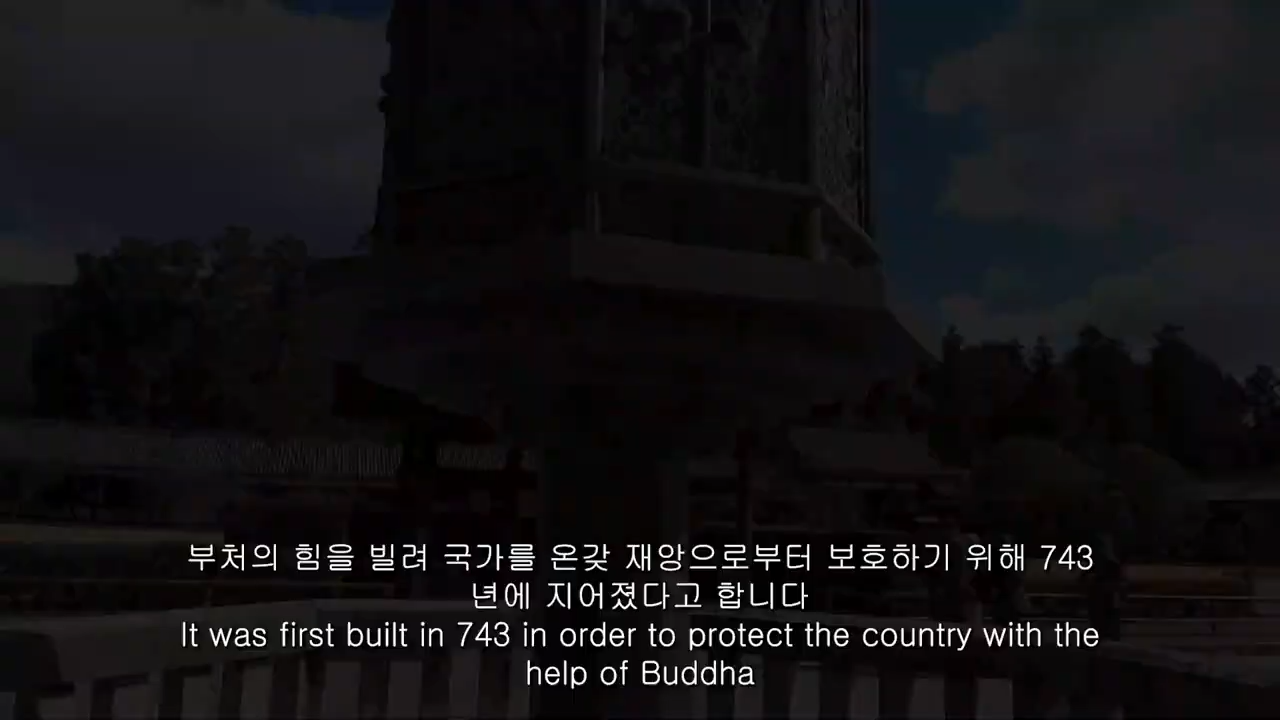 부처의 힘을 빌려 국가를 온갖 재앙으로부터 보호하기 위해 743
년에 지어졌다고 합니다
It was first built in 743 in order to protect the country with the
help of Buddha